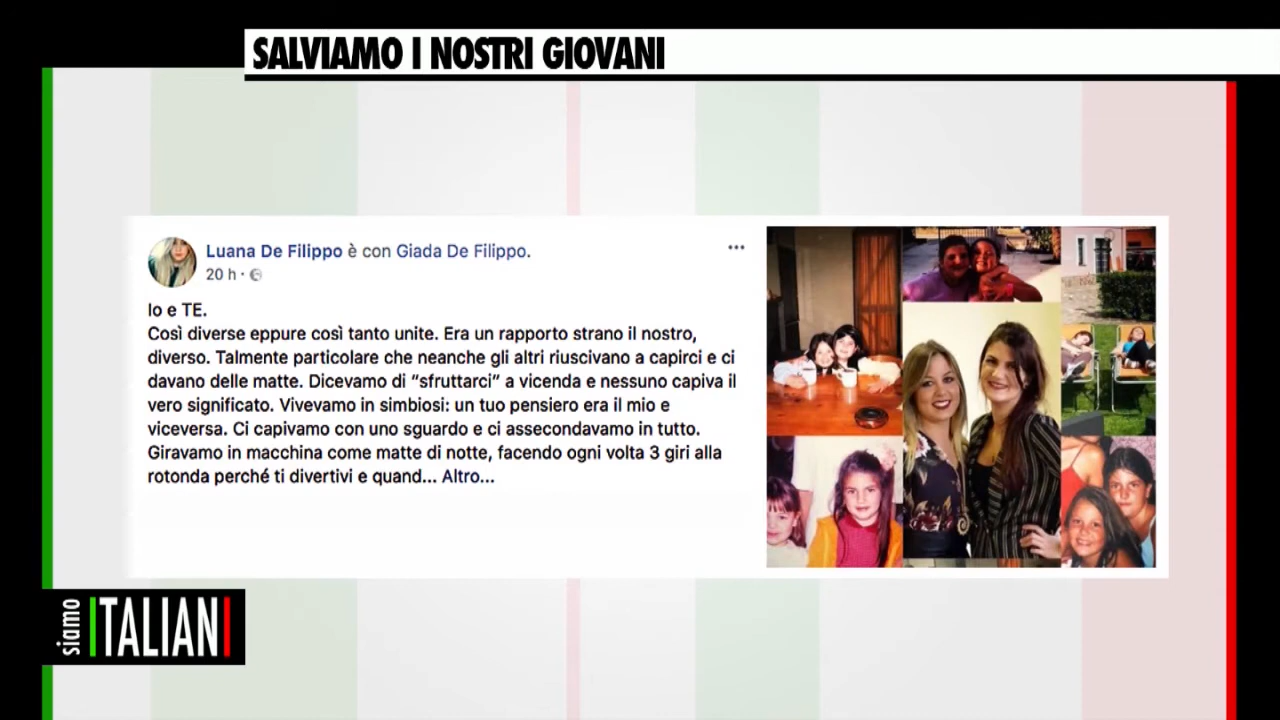 SALVIAMO I NOSTRI GIOVANI
Luana De Filippo è con Giada De Filippo.
20 h ·
Io e TE.
Così diverse eppure così tanto unite. Era un rapporto strano il nostro,
diverso. Talmente particolare che neanche gli altri riuscivano a capirci e ci
davano delle matte. Dicevamo di “sfruttarci” a vicenda e nessuno capiva il
vero significato. Vivevamo in simbiosi: un tuo pensiero era il mio e
viceversa. Ci capivamo con uno sguardo e ci assecondavamo in tutto.
Giravamo in macchina come matte di notte, facendo ogni volta 3 giri alla
rotonda perché ti divertivi e quand... Altro...
siamo
ITALIANI